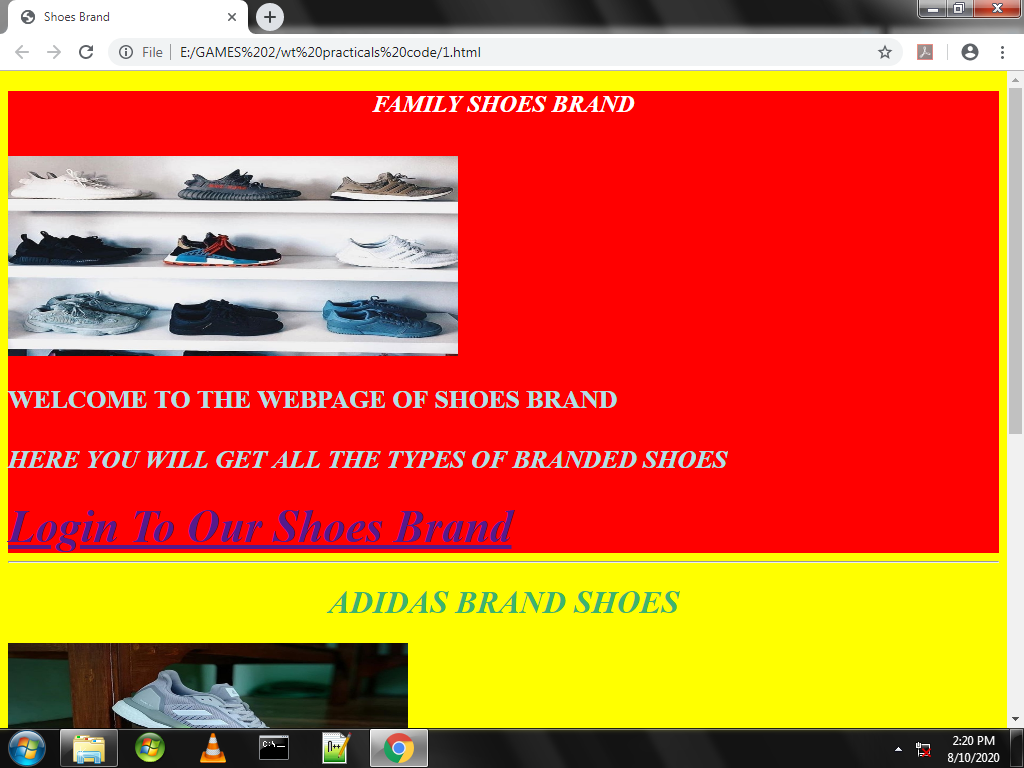 Shoes Brand
File
E:/GAMES%202/wt%20practicals%20code/1.html
FAMILY SHOES BRAND
WELCOME TO THE WEBPAGE OF SHOES BRAND
HERE YOU WILL GET ALL THE TYPES OF BRANDED SHOES
Login To Our Shoes Brand
ADIDAS BRAND SHOES
2:20 PM
8/10/2020